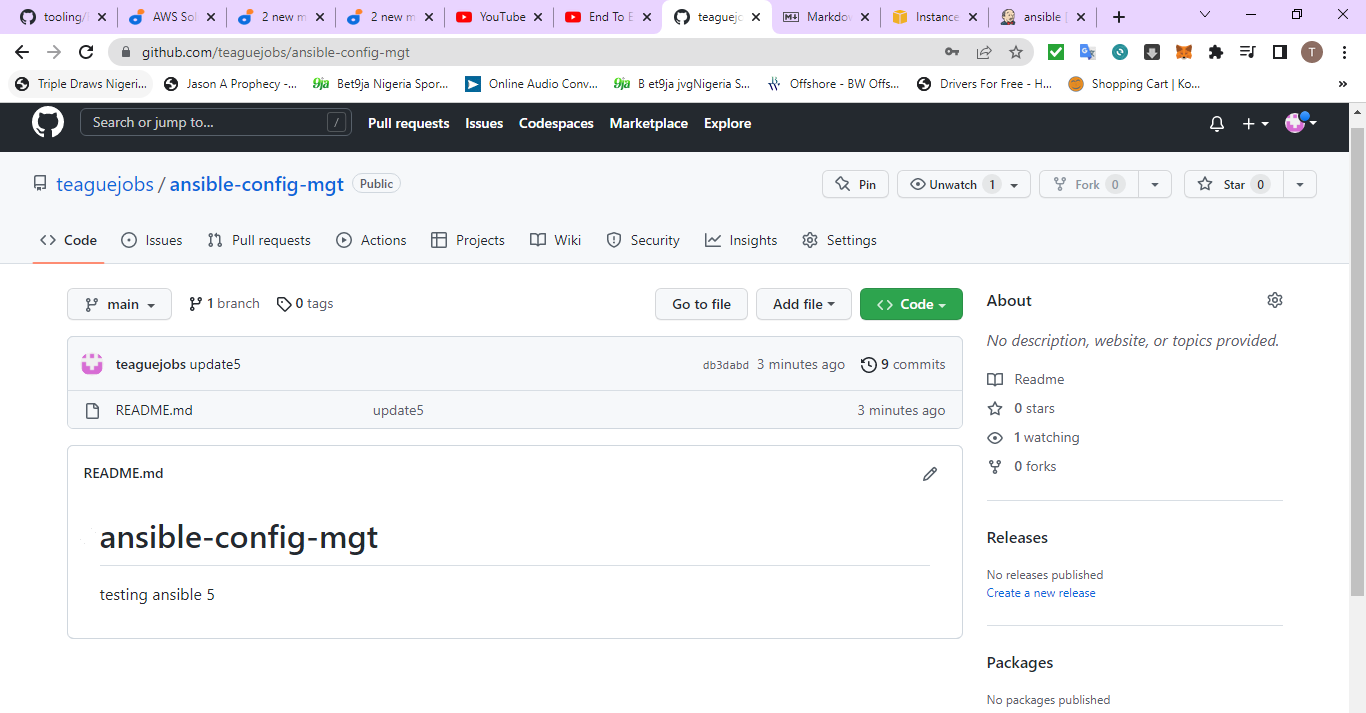 tooling/
AWS Sol
2 new m
2 new m
YouTube
End To E
teaguejo
Markdo
Instance
ansible
github.com/teaguejobs/ansible-config-mgt
T
Triple Draws Nigeri...
Jason A Prophecy -...
9ja Bet9ja Nigeria Spor...
Online Audio Conv...
9ja B et9ja jvgNigeria S...
Offshore - BW Offs...
Drivers For Free - H...
Shopping Cart | Ko...
»
Search or jump to... /
Pull requests Issues Codespaces Marketplace Explore
teaguejobs / ansible-config-mgt Public
Pin
Unwatch 1
Fork 0
Star 0
Code Issues Pull requests Actions Projects Wiki Security Insights Settings
main 1 branch 0 tags
Go to file Add file Code
teaguejobs update5 db3dabd 3 minutes ago 9 commits
README.md update5 3 minutes ago
README.md
ansible-config-mgt
testing ansible 5
About
No description, website, or topics provided.
Readme
0 stars
1 watching
0 forks
Releases
No releases published
Create a new release
Packages
No packages published